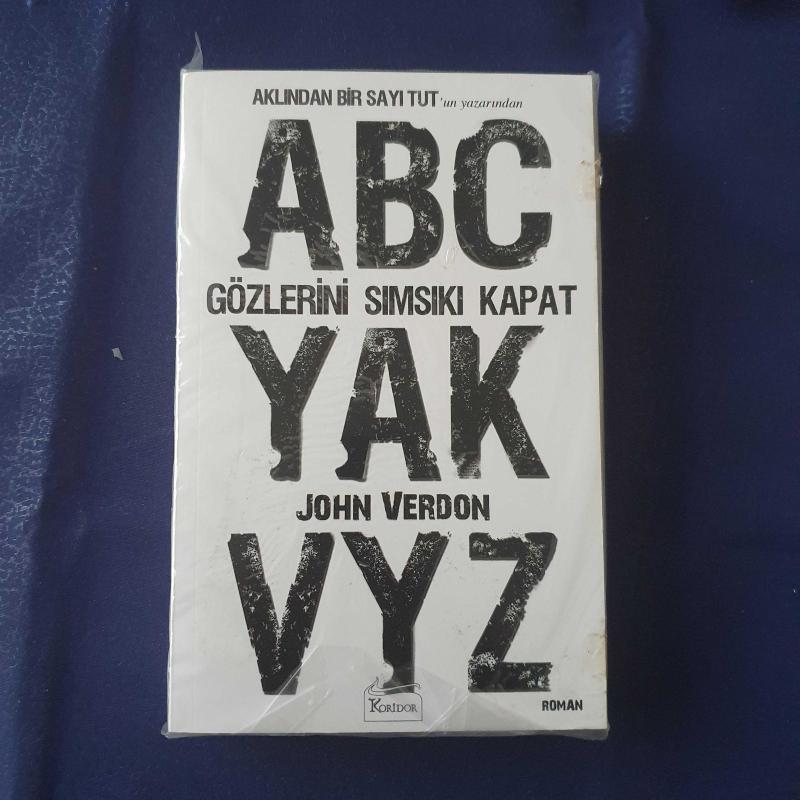 AKLINDAN BİR SAYI TUT'un yazarından
ABC
GÖZLERİNİ SIMSIKI KAPAT
YAK
JOHN VERDON
VYZ
KORİDOR
ROMAN